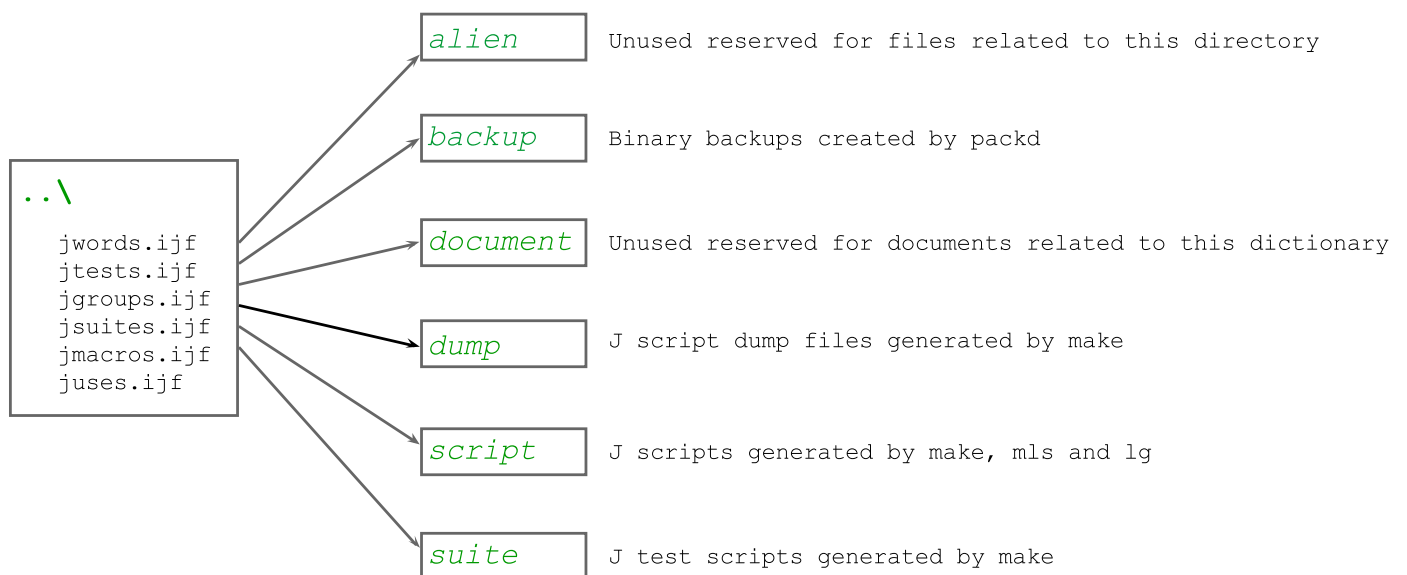 ..\
jwords.ijf
jtests.ijf
jgroups.ijf
jsuites.ijf
jmacros.ijf
juses.ijf
alien Unused reserved for files related to this directory
backup Binary backups created by packd
document Unused reserved for documents related to this dictionary
dump J script dump files generated by make
script J scripts generated by make, mls and lg
suite J test scripts generated by make